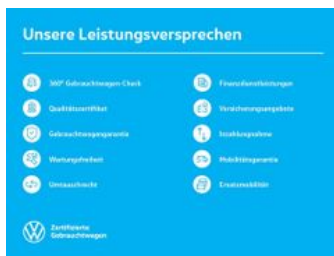 Unsere Leistungsversprechen
360° Gebrauchtwagen-Check
Qualitätszertifikat
Gebrauchtwagengarantie
Wartungsfreiheit
Umtauschrecht
Finanzdienstleistungen
Versicherungsangebote
Inzahlungnahme
Mobilitätsgarantie
Ersatzmobilität
Zertifizierte
Gebrauchtwagen